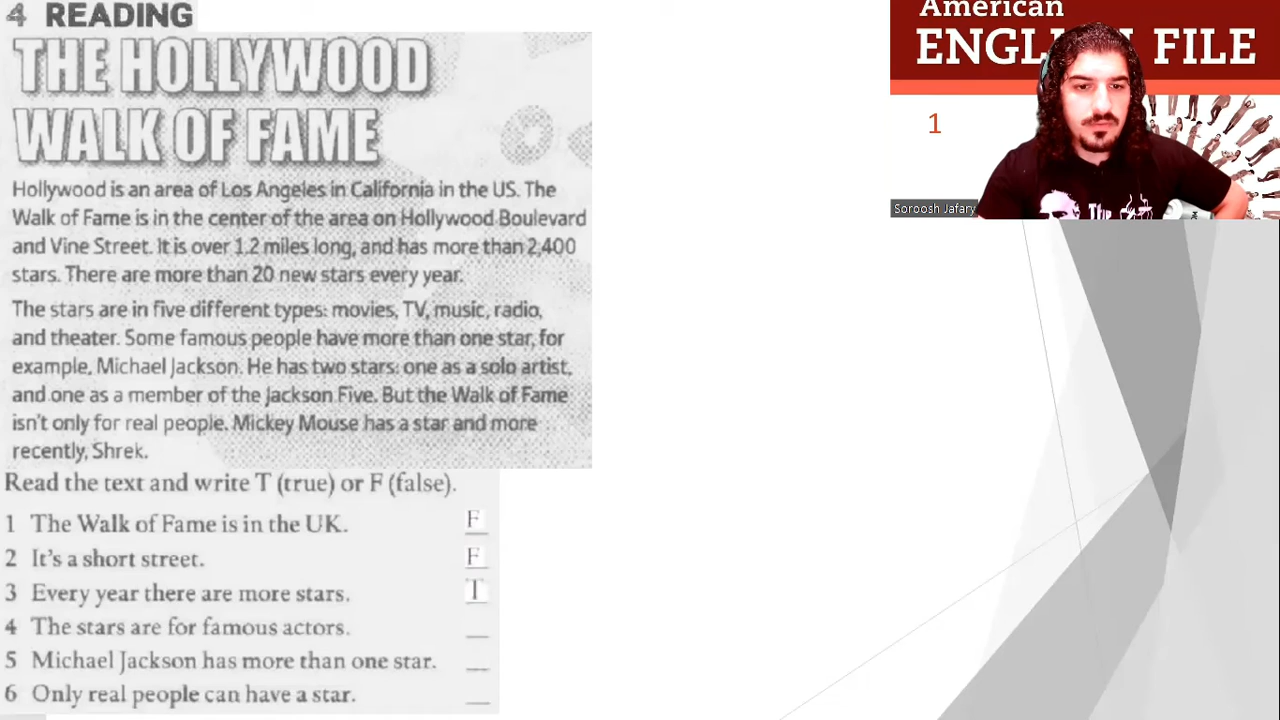 4 READING
THE HOLLYWOOD
WALK OF FAME
Hollywood is an area of Los Angeles in California in the US. The
Walk of Fame is in the center of the area on Hollywood Boulevard
and Vine Street. It is over 1.2 miles long, and has more than 2,400
stars. There are more than 20 new stars every year.
The stars are in five different types: movies, TV, music, radio,
and theater. Some famous people have more than one star, for
example, Michael Jackson. He has two stars: one as a solo artist,
and one as a member of the Jackson Five. But the Walk of Fame
isn't only for real people. Mickey Mouse has a star and more
recently, Shrek.
Read the text and write T (true) or F (false).
1 The Walk of Fame is in the UK. F
2 It's a short street. F
3 Every year there are more stars. T
4 The stars are for famous actors. __
5 Michael Jackson has more than one star. __
6 Only real people can have a star. __
American
ENGL FILE
1
Soroosh Jafary